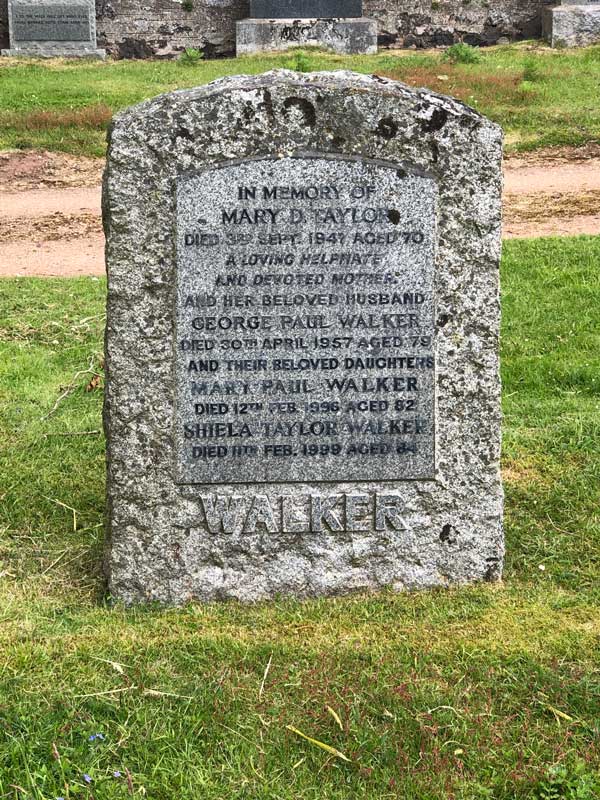 IN MEMORY OF
MARY D. TAYLOR
DIED 3RD SEPT. 1947 AGED 70
A LOVING HELPMATE
AND DEVOTED MOTHER.
AND HER BELOVED HUSBAND
GEORGE PAUL WALKER
DIED 30TH APRIL 1957 AGED 79
AND THEIR BELOVED DAUGHTERS
MARY PAUL WALKER
DIED 12TH FEB. 1996 AGED 82
SHIELA TAYLOR WALKER
DIED 11TH FEB. 1999 AGED 84
WALKER